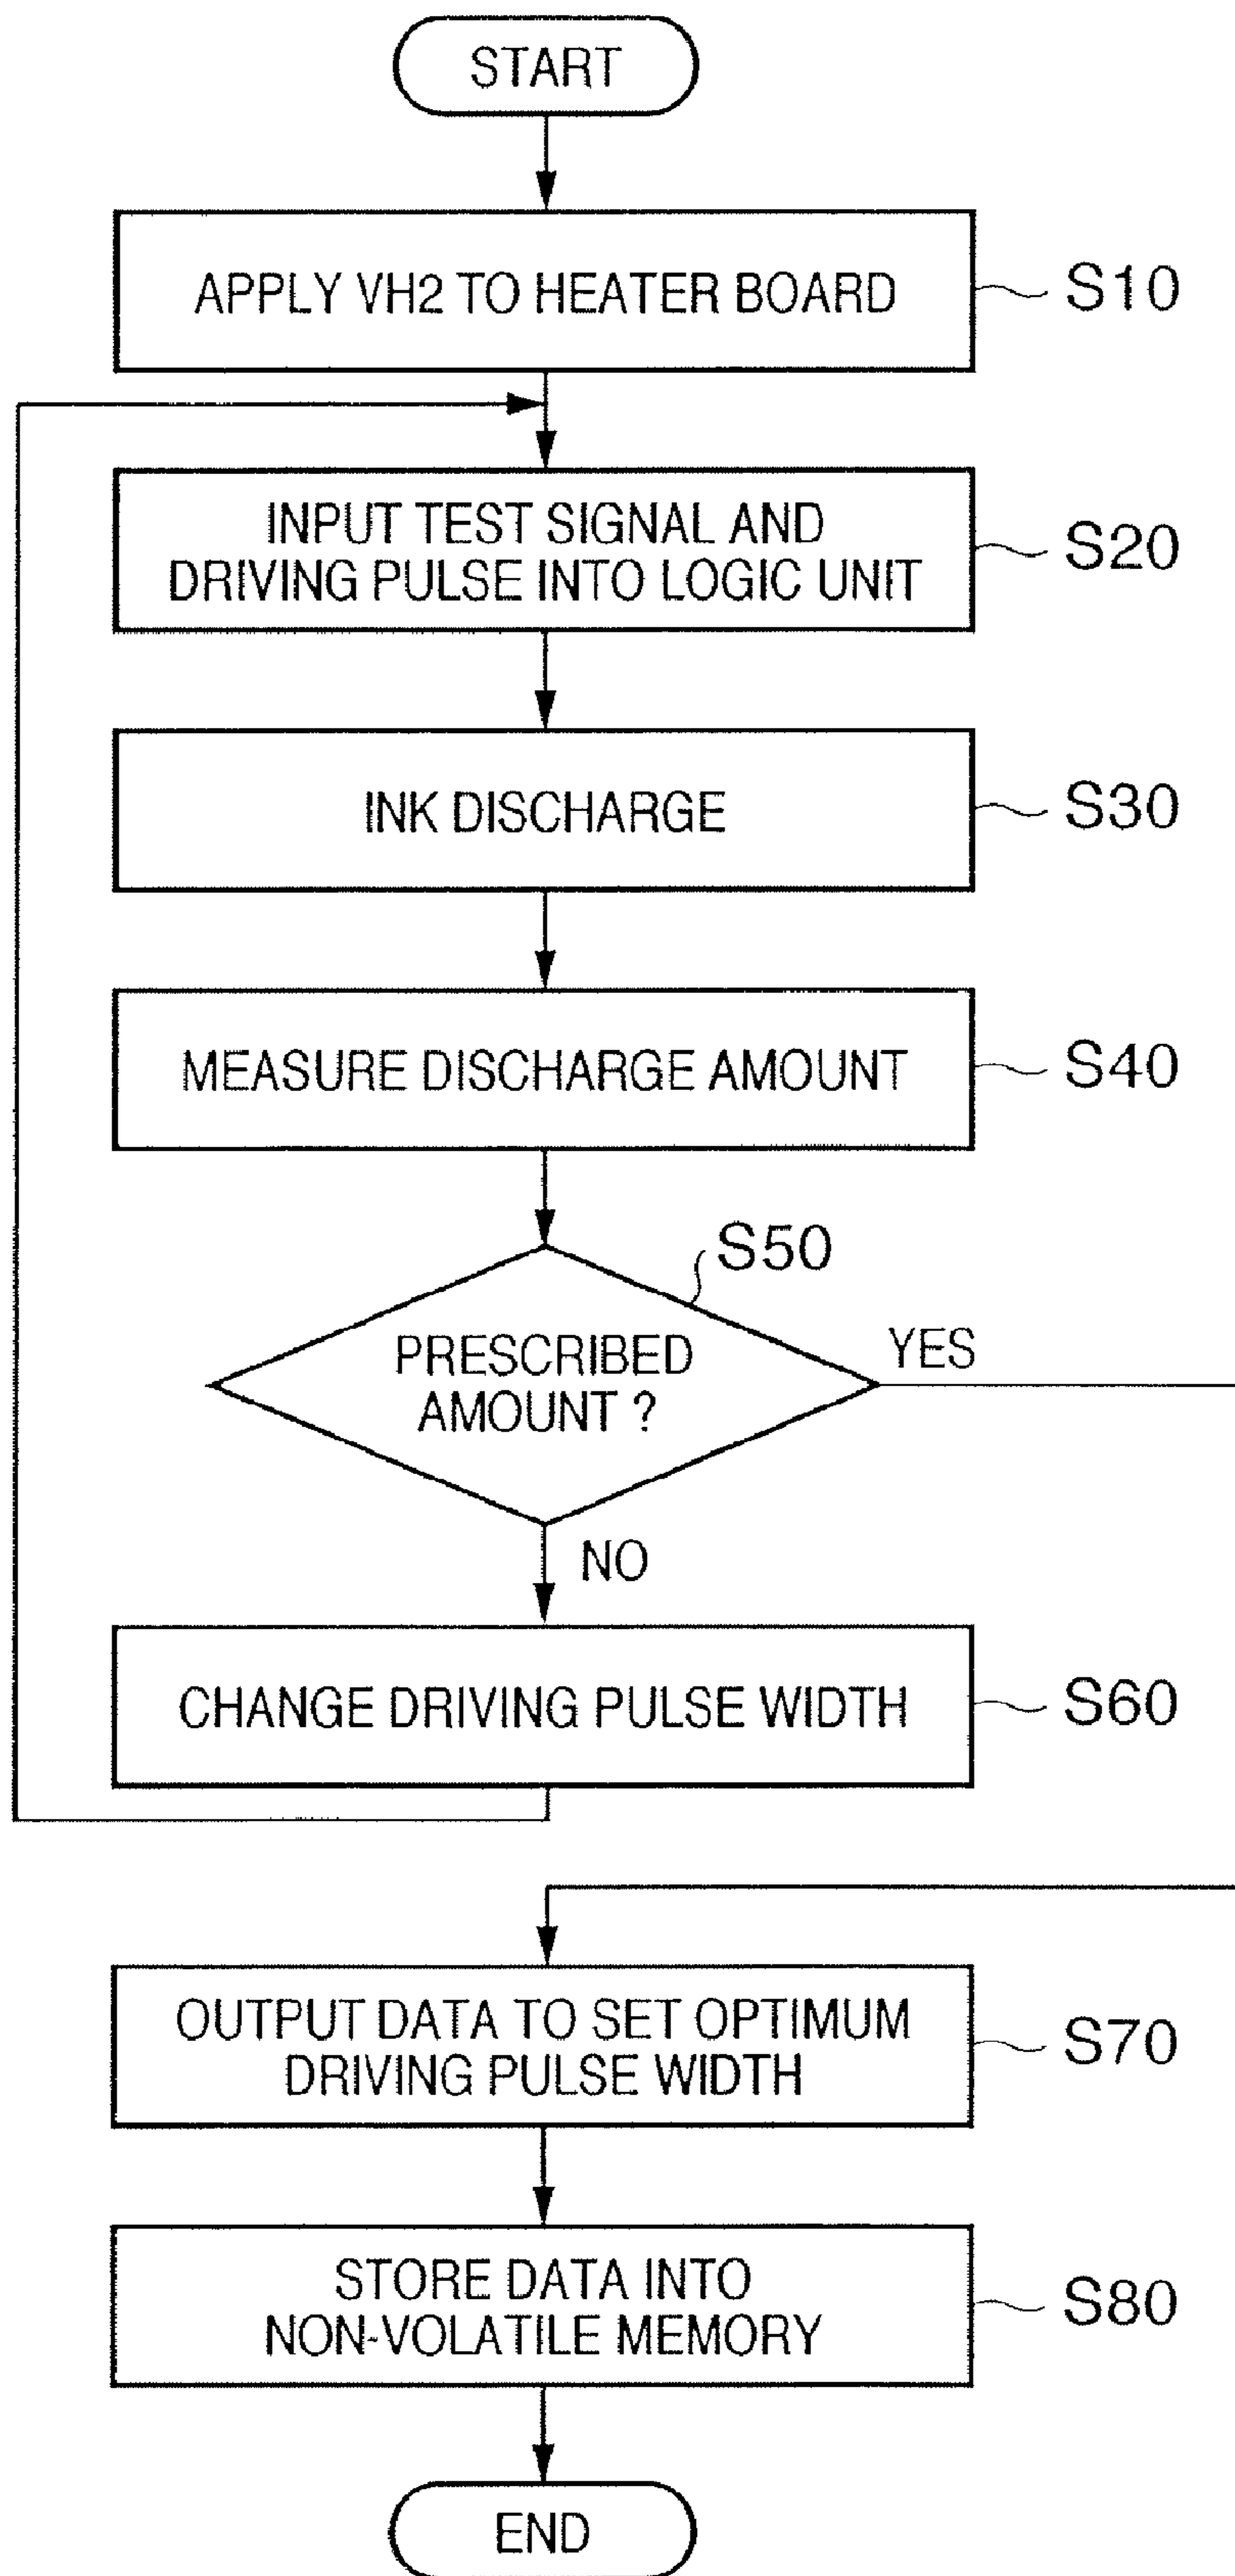 START
APPLY VH2 TO HEATER BOARD
S10
INPUT TEST SIGNAL AND
DRIVING PULSE INTO LOGIC UNIT
S20
INK DISCHARGE
S30
MEASURE DISCHARGE AMOUNT
S40
S50
PRESCRIBED
AMOUNT ?
YES
NO
CHANGE DRIVING PULSE WIDTH
S60
OUTPUT DATA TO SET OPTIMUM
DRIVING PULSE WIDTH
S70
STORE DATA INTO
NON-VOLATILE MEMORY
S80
END